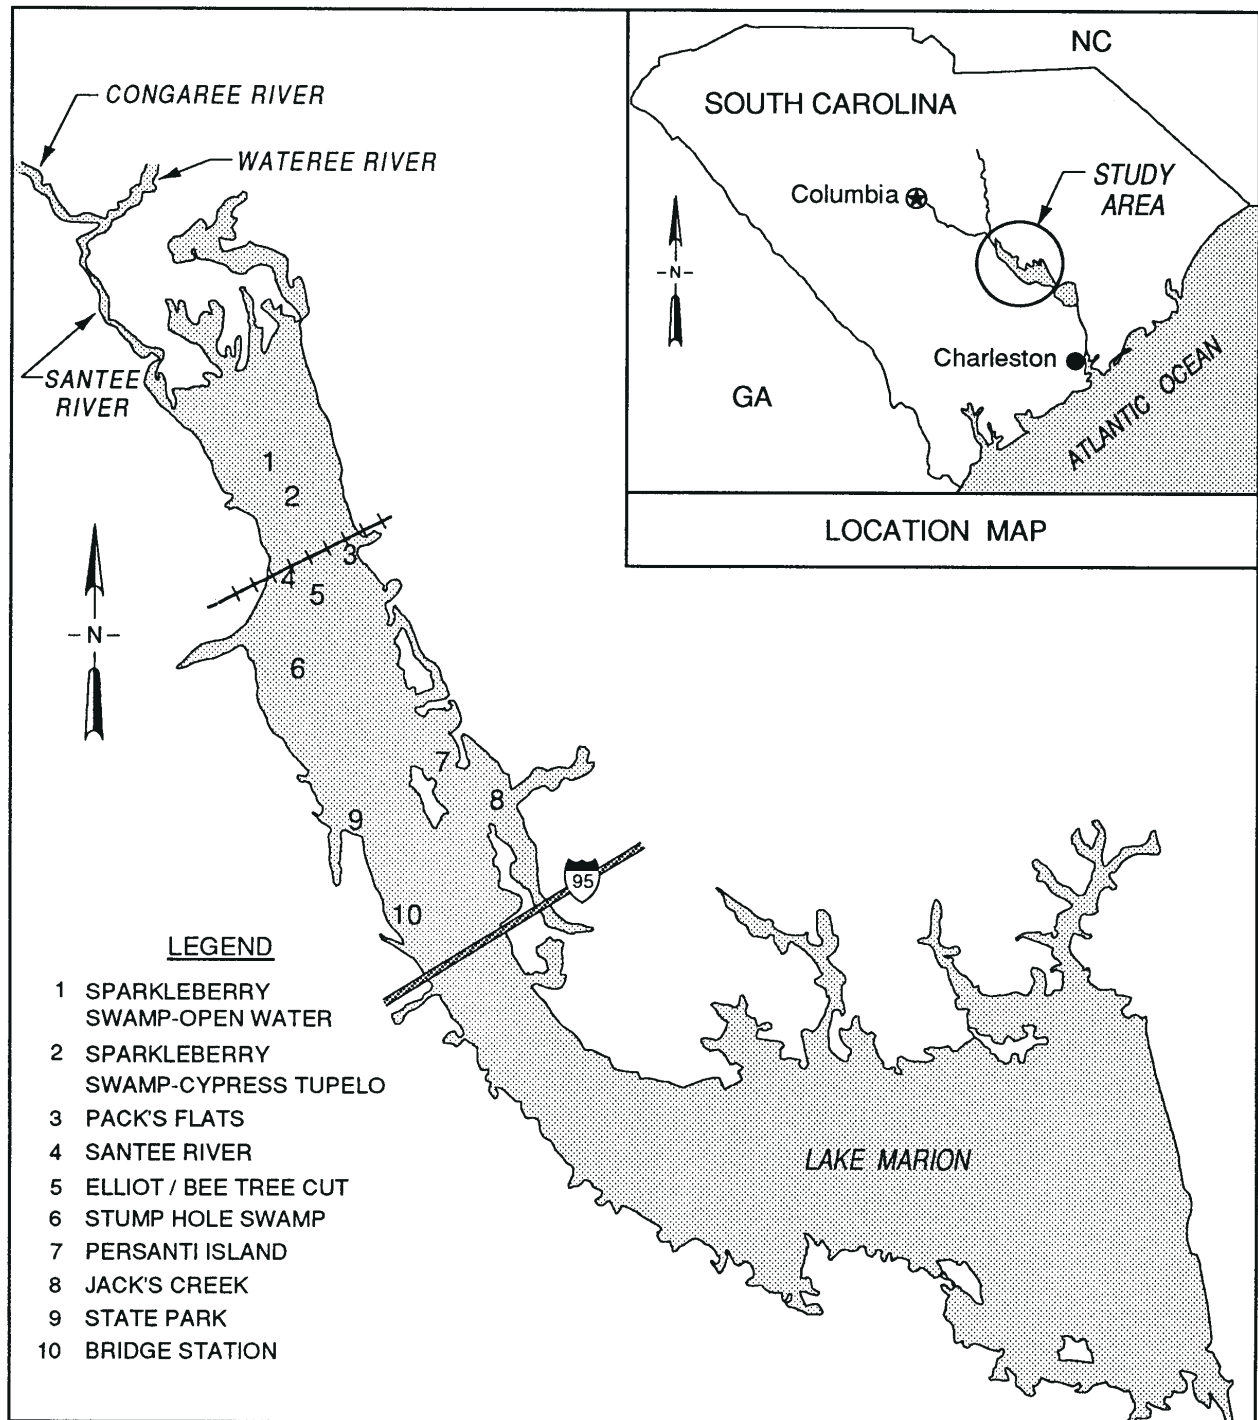 CONGAREE RIVER
WATEREE RIVER
SANTEE
RIVER
NC
SOUTH CAROLINA
STUDY
AREA
Columbia
-N-
Charleston
GA
ATLANTIC OCEAN
LOCATION MAP
1
2
3
4
5
-N-
6
7
8
9
95
10
LAKE MARION
LEGEND
1 SPARKLEBERRY
SWAMP-OPEN WATER
2 SPARKLEBERRY
SWAMP-CYPRESS TUPELO
3 PACK'S FLATS
4 SANTEE RIVER
5 ELLIOT / BEE TREE CUT
6 STUMP HOLE SWAMP
7 PERSANTI ISLAND
8 JACK'S CREEK
9 STATE PARK
10 BRIDGE STATION